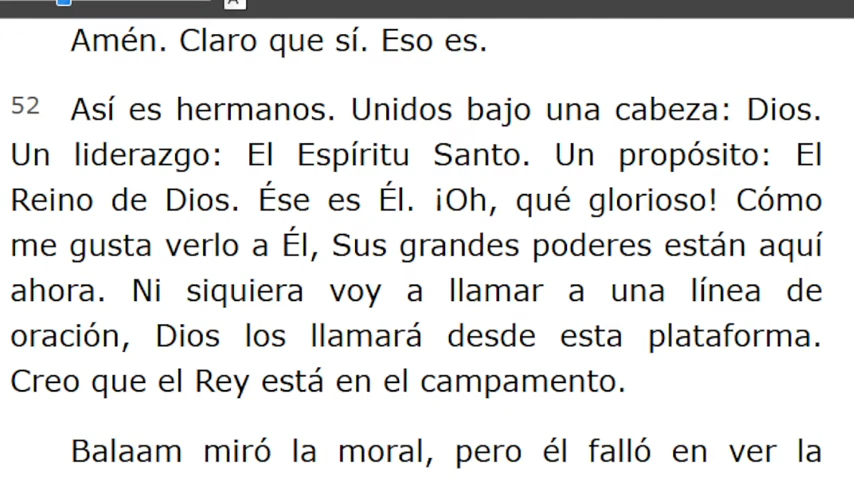 Amén. Claro que sí. Eso es.
52 Así es hermanos. Unidos bajo una cabeza: Dios.
Un liderazgo: El Espíritu Santo. Un propósito: El
Reino de Dios. Ése es Él. ¡Oh, qué glorioso! Cómo
me gusta verlo a Él, Sus grandes poderes están aquí
ahora. Ni siquiera voy a llamar a una línea de
oración, Dios los llamará desde esta plataforma.
Creo que el Rey está en el campamento.
Balaam miró la moral, pero él falló en ver la